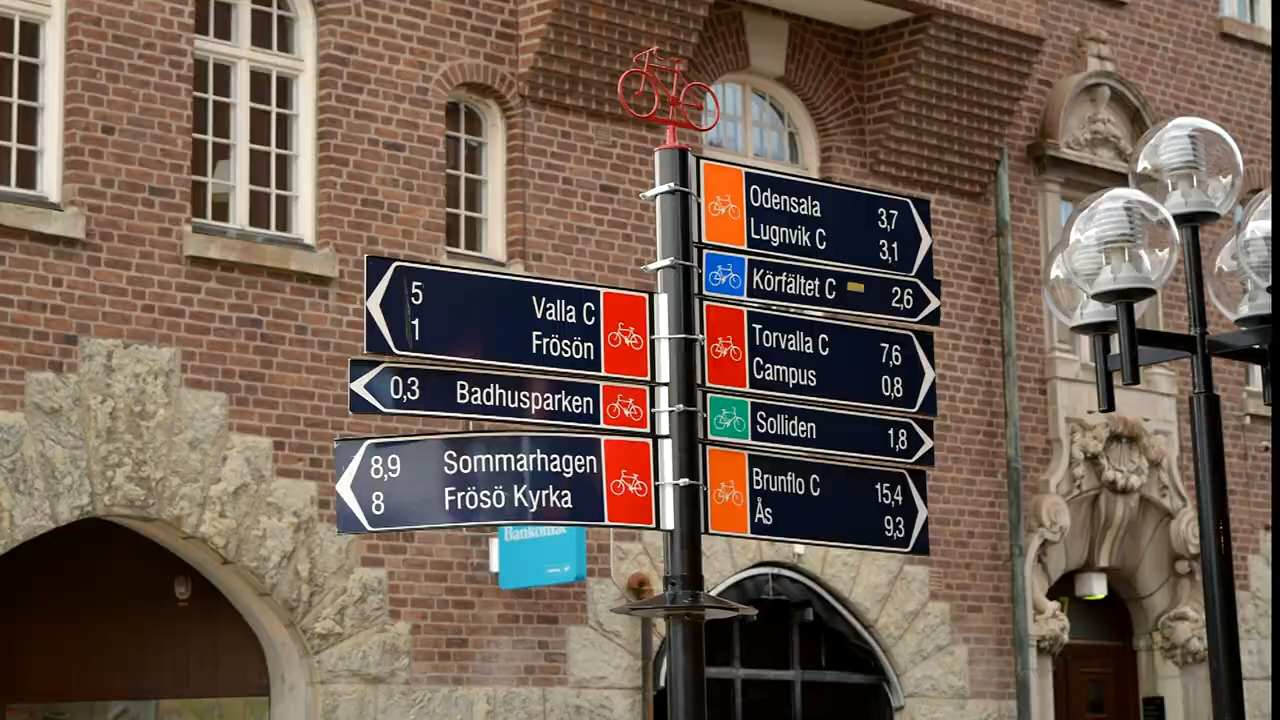 Odensala 3,7
Lugnvik C 3,1
Körfältet C 2,6
Torvalla C 7,6
Campus 0,8
Solliden 1,8
Brunflo C 15,4
Ås 9,3
5 Valla C
1 Frösön
0,3 Badhusparken
8,9 Sommarhagen
8 Frösö Kyrka
Bankomat